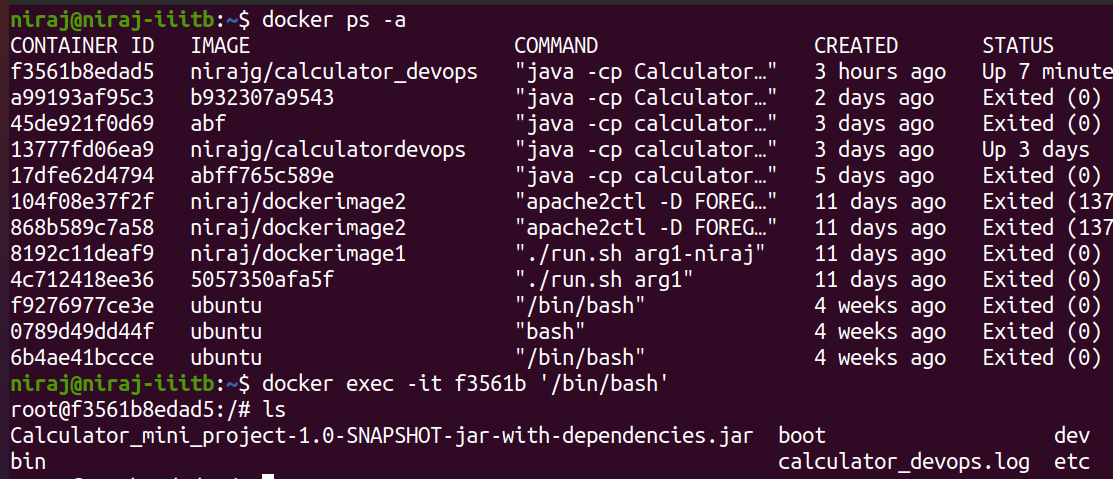 niraj@niraj-iiitb:~$ docker ps -a
CONTAINER ID   IMAGE                       COMMAND                  CREATED       STATUS
f3561b8edad5   nirajg/calculator_devops    "java -cp Calculator…"   3 hours ago   Up 7 minute
a99193af95c3   b932307a9543                "java -cp Calculator…"   2 days ago    Exited (0)
45de921f0d69   abf                         "java -cp calculator…"   3 days ago    Exited (0)
13777fd06ea9   nirajg/calculatordevops     "java -cp calculator…"   3 days ago    Up 3 days
17dfe62d4794   abff765c589e                "java -cp calculator…"   5 days ago    Exited (0)
104f08e37f2f   niraj/dockerimage2          "apache2ctl -D FOREG…"   11 days ago   Exited (137
868b589c7a58   niraj/dockerimage2          "apache2ctl -D FOREG…"   11 days ago   Exited (137
8192c11deaf9   niraj/dockerimage1          "./run.sh arg1-niraj"    11 days ago   Exited (0)
4c712418ee36   5057350afa5f                "./run.sh arg1"          11 days ago   Exited (0)
f9276977ce3e   ubuntu                      "/bin/bash"              4 weeks ago   Exited (0)
0789d49dd44f   ubuntu                      "bash"                   4 weeks ago   Exited (0)
6b4ae41bccce   ubuntu                      "/bin/bash"              4 weeks ago   Exited (0)
niraj@niraj-iiitb:~$ docker exec -it f3561b '/bin/bash'
root@f3561b8edad5:/# ls
Calculator_mini_project-1.0-SNAPSHOT-jar-with-dependencies.jar  boot                   dev
bin                                                             calculator_devops.log  etc